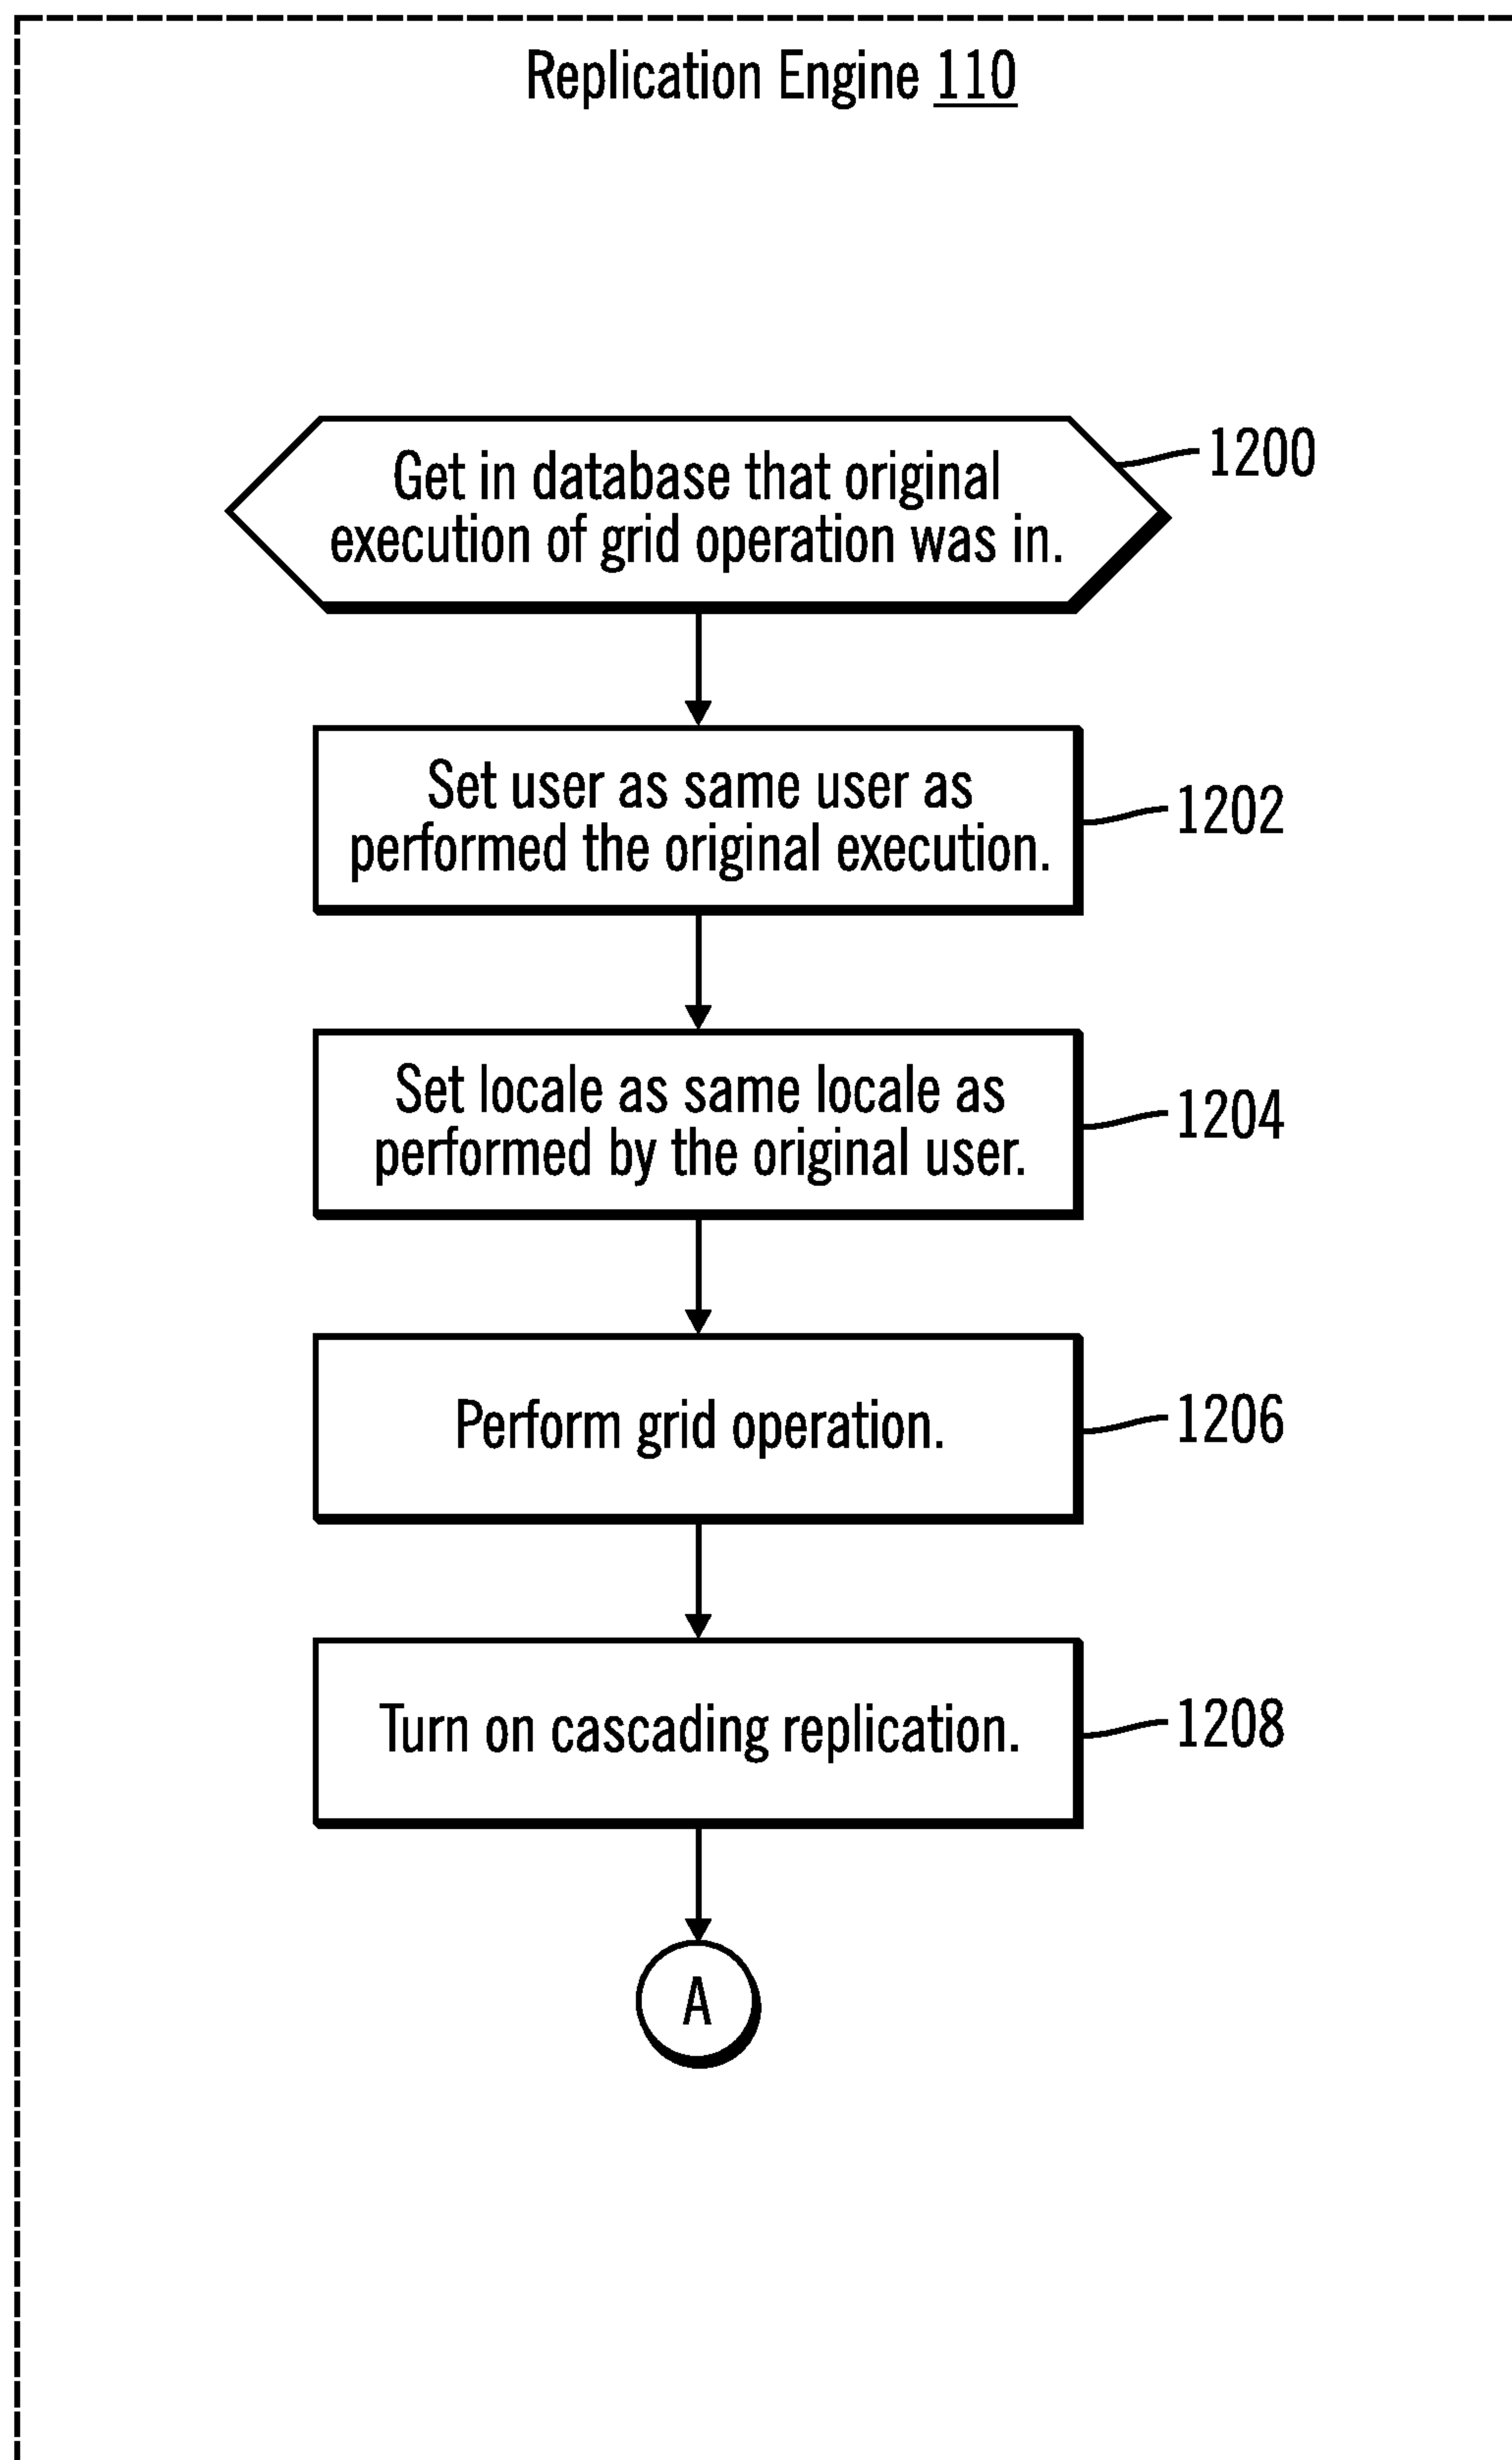 Replication Engine 110
Get in database that original
execution of grid operation was in.
1200
Set user as same user as
performed the original execution.
1202
Set locale as same locale as
performed by the original user.
1204
Perform grid operation.
1206
Turn on cascading replication.
1208
A